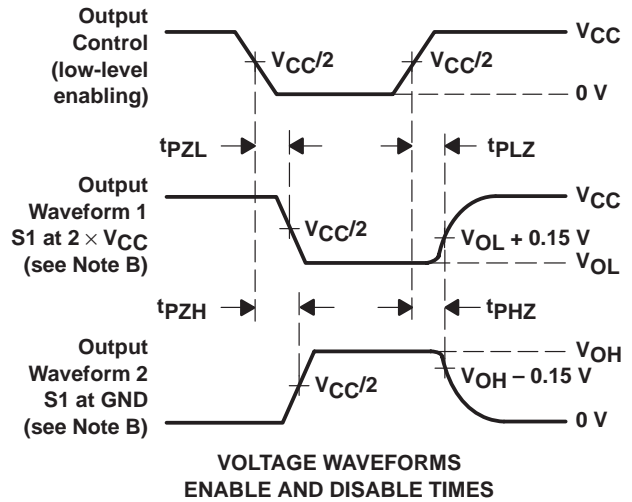 Output
Control
(low-level
enabling)
VCC/2
VCC/2
VCC
0 V
tPZL
tPLZ
Output
Waveform 1
S1 at 2 × VCC
(see Note B)
VCC/2
VCC
VOL + 0.15 V
VOL
tPZH
tPHZ
Output
Waveform 2
S1 at GND
(see Note B)
VCC/2
VOH
VOH – 0.15 V
0 V
VOLTAGE WAVEFORMS
ENABLE AND DISABLE TIMES